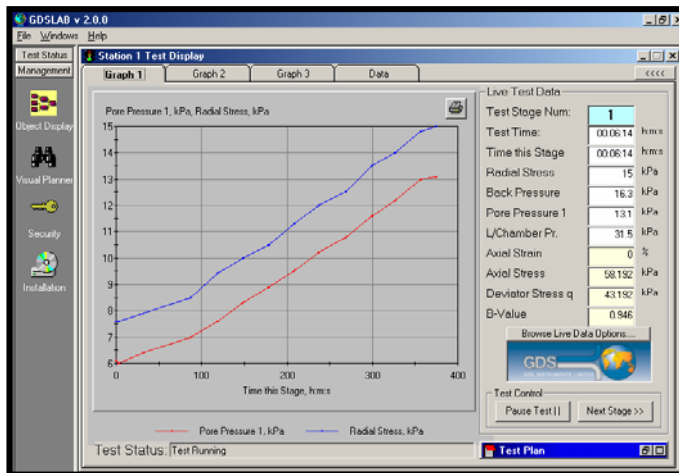 GDSLAB v 2.0.0
File Windows Help
Test Status
Management
Object Display
Visual Planner
Security
Installation
Station 1 Test Display
Graph 1 Graph 2 Graph 3 Data <<<<
Pore Pressure 1, kPa, Radial Stress, kPa
15
14
13
12
11
10
9
8
7
6
0 100 200 300 400
Time this Stage, h:m:s
Pore Pressure 1, kPa Radial Stress, kPa
Test Status: Test Running
Live Test Data
Test Stage Num: 1
Test Time: 00:06:14 h:m:s
Time this Stage 00:06:14 h:m:s
Radial Stress 15 kPa
Back Pressure 16.3 kPa
Pore Pressure 1 13.1 kPa
L/Chamber Pr. 31.5 kPa
Axial Strain 0 %
Axial Stress 58.192 kPa
Deviator Stress q 43.192 kPa
B-Value 0.946
Browse Live Data Options....
GDS
Test Control
Pause Test || Next Stage >>
Test Plan